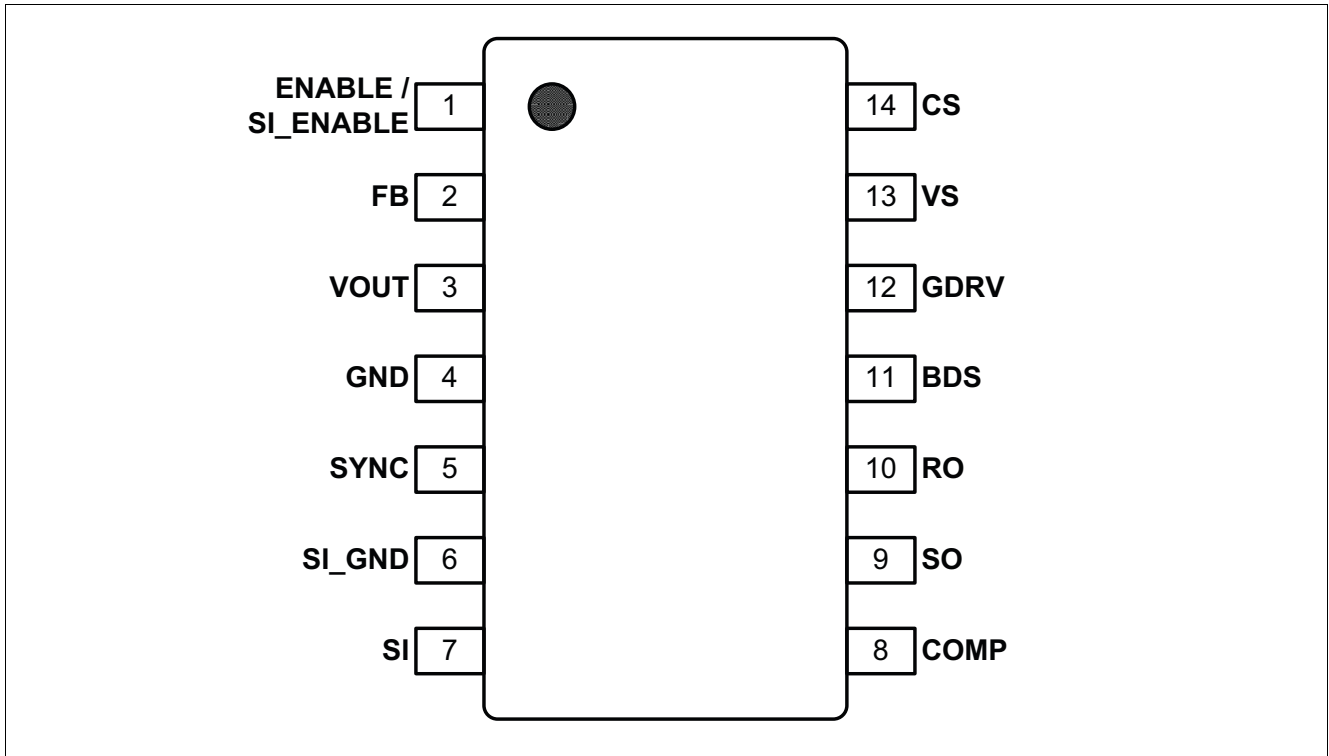 ENABLE /
SI_ENABLE 1
FB 2
VOUT 3
GND 4
SYNC 5
SI_GND 6
SI 7
14 CS
13 VS
12 GDRV
11 BDS
10 RO
9 SO
8 COMP